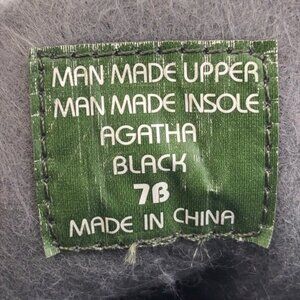 MAN MADE UPPER
MAN MADE INSOLE
AGATHA
BLACK
7B
MADE IN CHINA